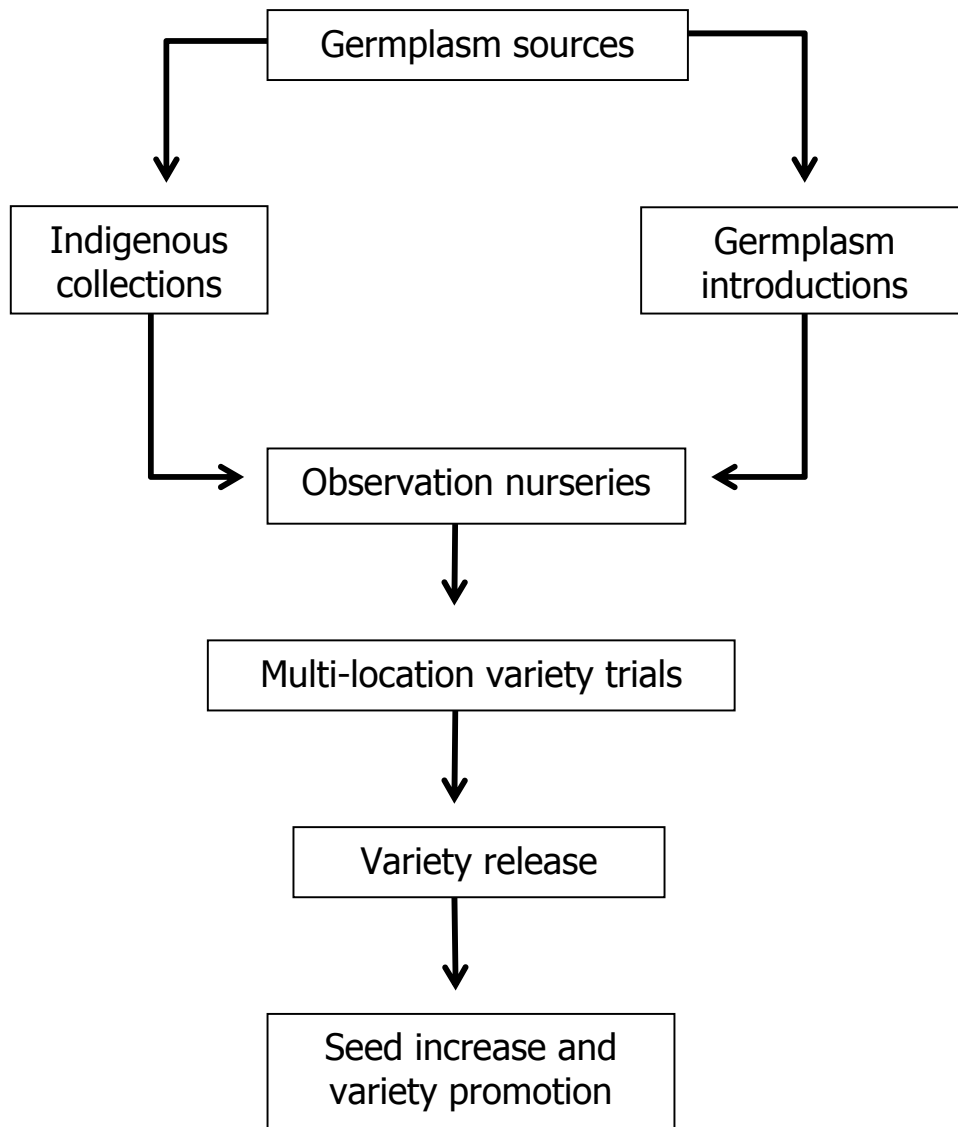 Germplasm sources
Indigenous
collections
Germplasm
introductions
Observation nurseries
Multi-location variety trials
Variety release
Seed increase and
variety promotion